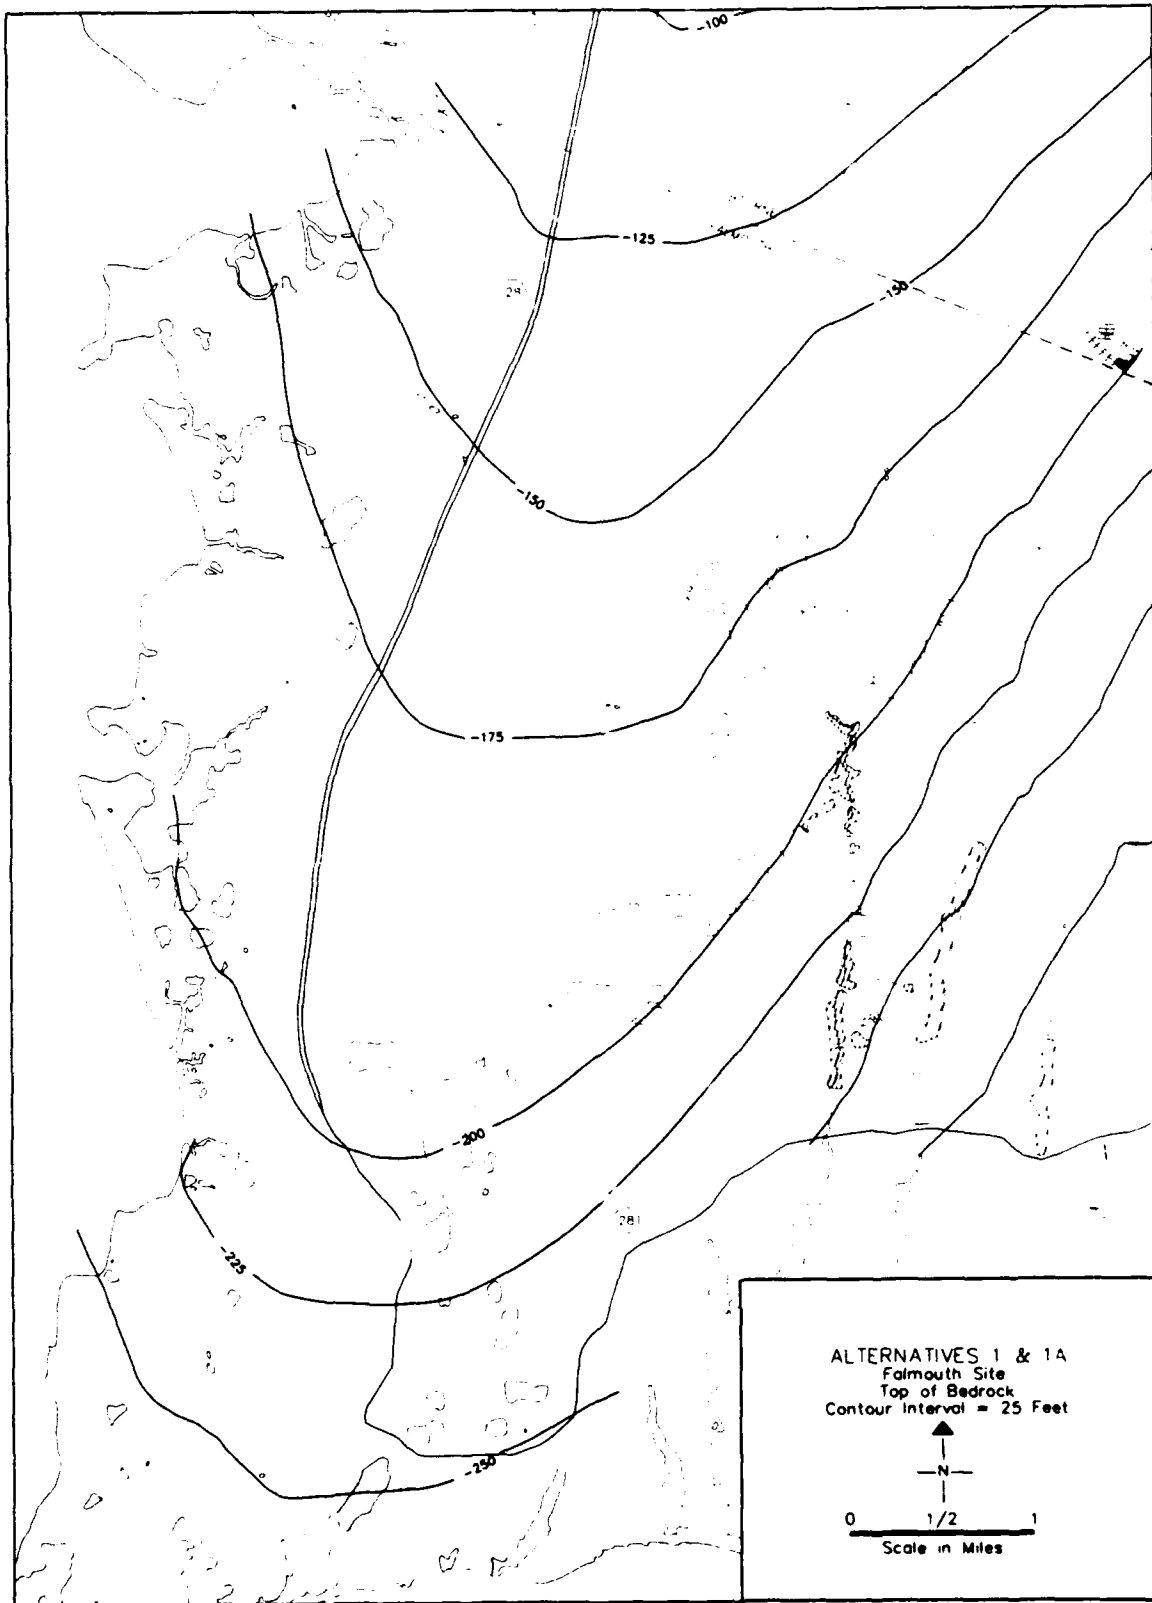 -100
-125
-150
28
-150
-175
-200
281
-225
-250
ALTERNATIVES 1 & 1A
Falmouth Site
Top of Bedrock
Contour Interval = 25 Feet
N
0 1/2 1
Scale in Miles